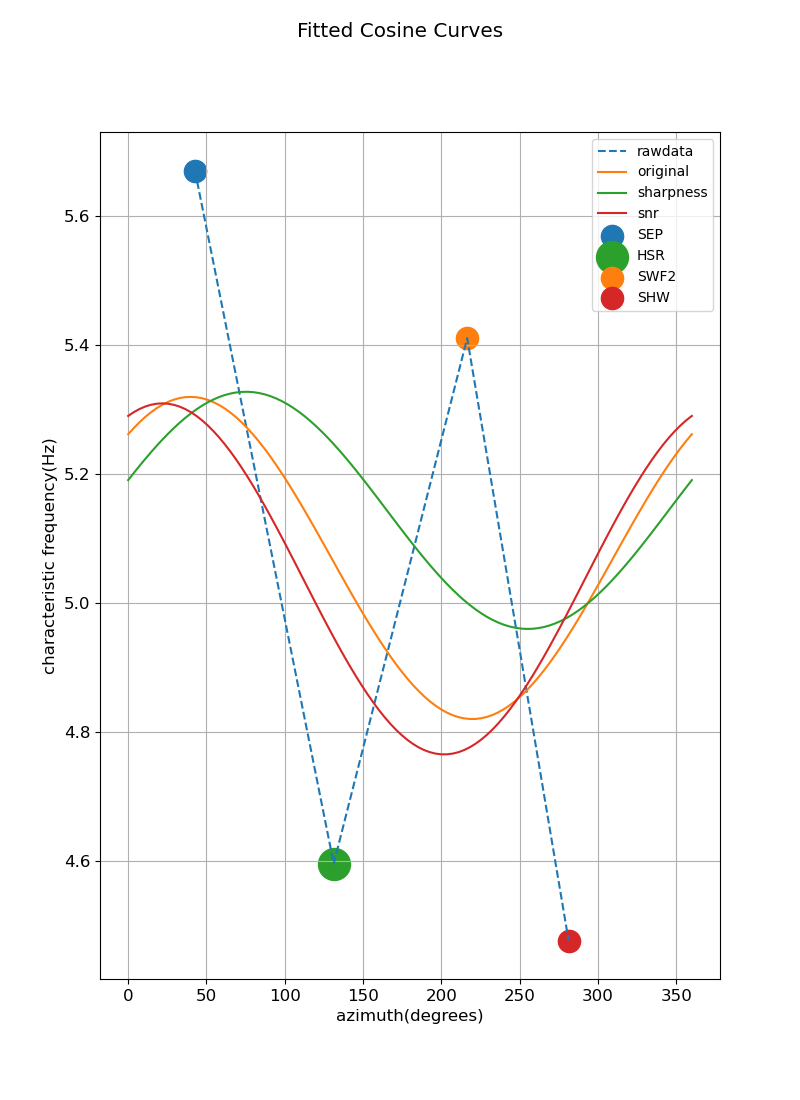 Fitted Cosine Curves
rawdata
original
sharpness
snr
SEP
HSR
SWF2
SHW
characteristic frequency(Hz)
5.6
5.4
5.2
5.0
4.8
4.6
0 50 100 150 200 250 300 350
azimuth(degrees)